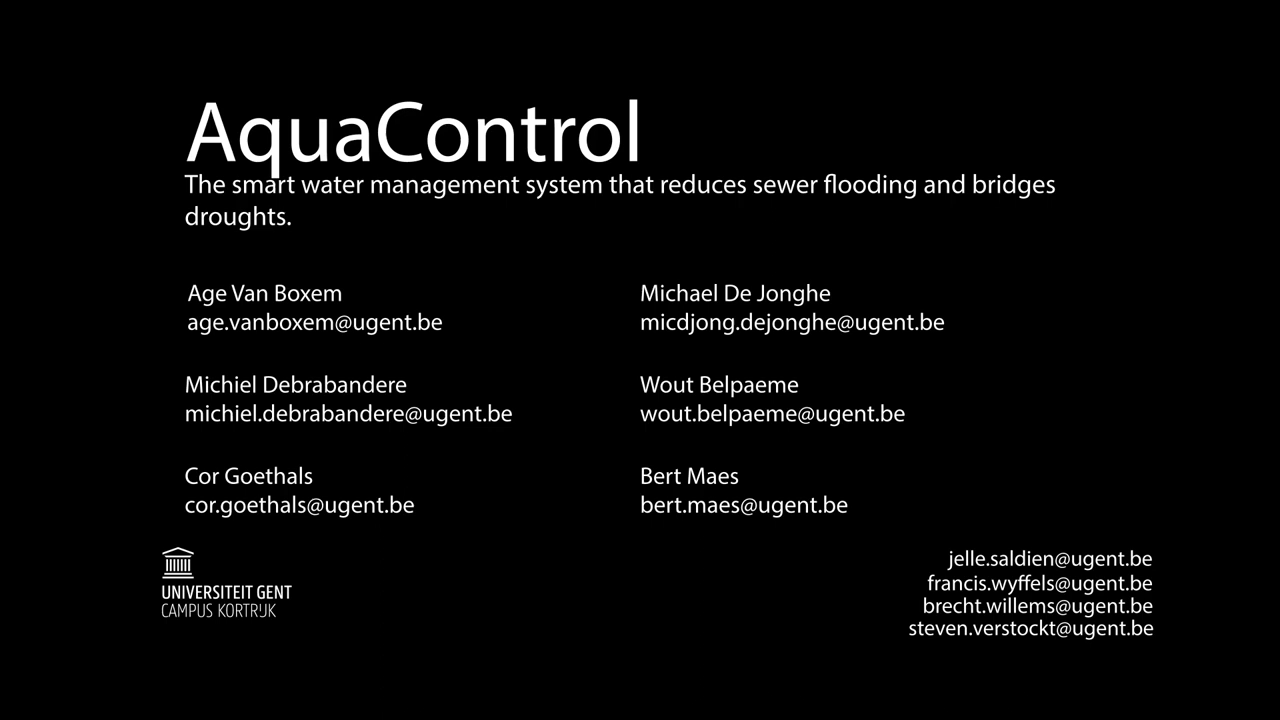 AquaControl
The smart water management system that reduces sewer flooding and bridges
droughts.
Age Van Boxem
age.vanboxem@ugent.be
Michael De Jonghe
micdjong.dejonghe@ugent.be
Michiel Debrabandere
michiel.debrabandere@ugent.be
Wout Belpaeme
wout.belpaeme@ugent.be
Cor Goethals
cor.goethals@ugent.be
Bert Maes
bert.maes@ugent.be
UNIVERSITEIT GENT
CAMPUS KORTRIJK
jelle.saldien@ugent.be
francis.wyffels@ugent.be
brecht.willems@ugent.be
steven.verstockt@ugent.be